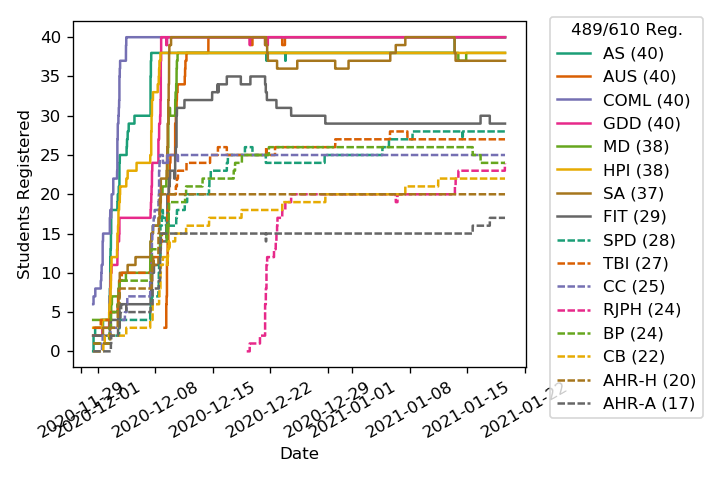 489/610 Reg.
AS (40)
AUS (40)
COML (40)
GDD (40)
MD (38)
HPI (38)
SA (37)
FIT (29)
SPD (28)
TBI (27)
CC (25)
RJPH (24)
BP (24)
CB (22)
AHR-H (20)
AHR-A (17)
Students Registered
40
35
30
25
20
15
10
5
0
2020-11-29
2020-12-01
2020-12-08
2020-12-15
2020-12-22
2020-12-29
2021-01-01
2021-01-08
2021-01-15
2021-01-22
Date